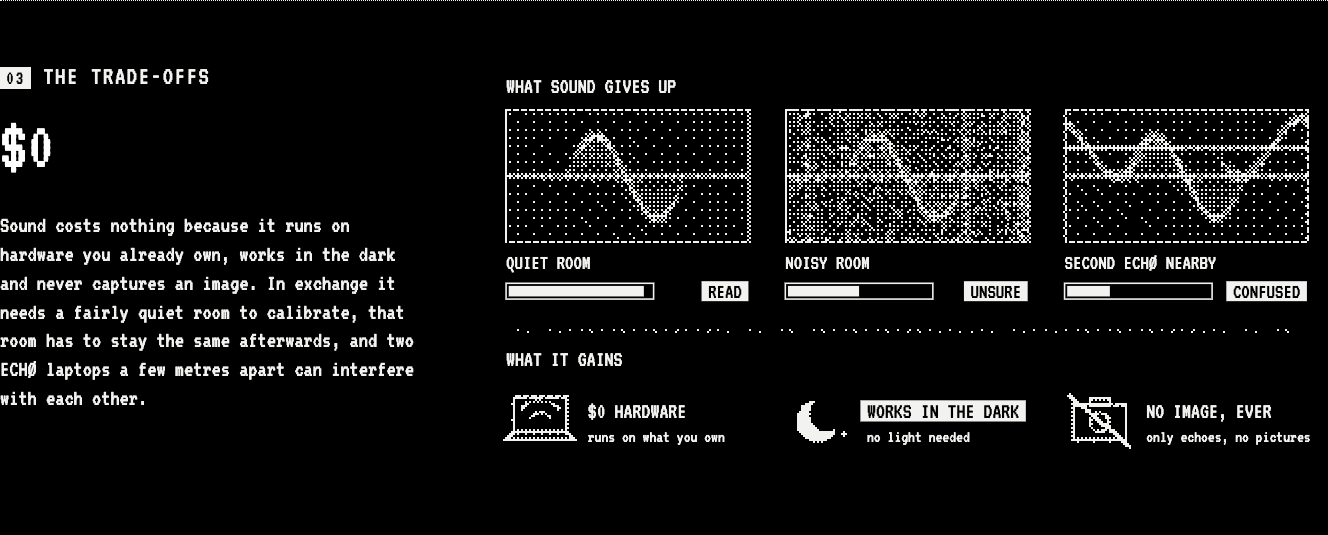 03 THE TRADE-OFFS
$0
Sound costs nothing because it runs on
hardware you already own, works in the dark
and never captures an image. In exchange it
needs a fairly quiet room to calibrate, that
room has to stay the same afterwards, and two
ECHØ laptops a few metres apart can interfere
with each other.
WHAT SOUND GIVES UP
QUIET ROOM
READ
NOISY ROOM
UNSURE
SECOND ECHØ NEARBY
CONFUSED
WHAT IT GAINS
$0 HARDWARE
runs on what you own
WORKS IN THE DARK
no light needed
NO IMAGE, EVER
only echoes, no pictures